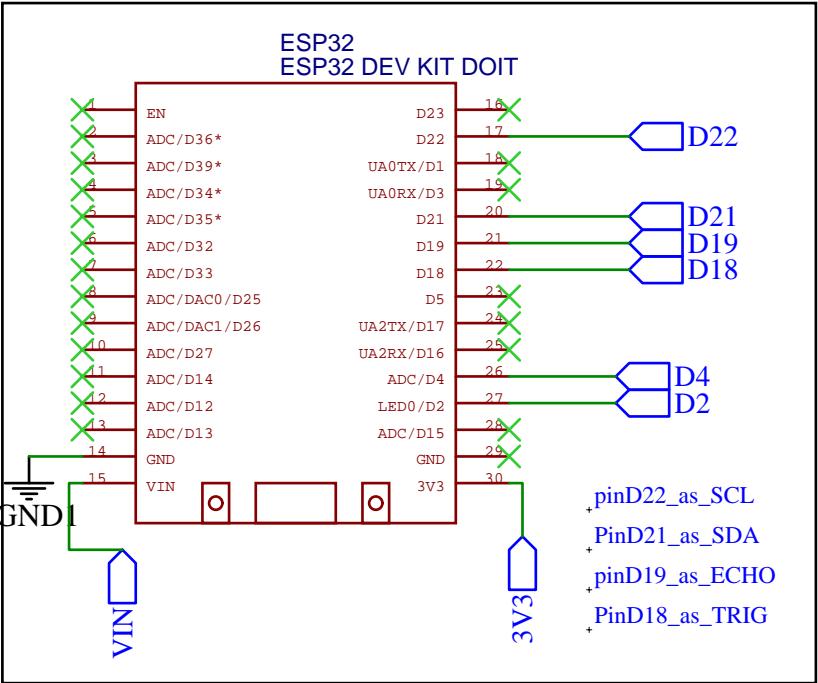 ESP32
ESP32 DEV KIT DOIT
1 EN
2 ADC/D36*
3 ADC/D39*
4 ADC/D34*
5 ADC/D35*
6 ADC/D32
7 ADC/D33
8 ADC/DAC0/D25
9 ADC/DAC1/D26
10 ADC/D27
11 ADC/D14
12 ADC/D12
13 ADC/D13
14 GND
15 VIN
D23 16
D22 17 D22
UA0TX/D1 18
UA0RX/D3 19
D21 20 D21
D19 21 D19
D18 22 D18
D5 23
UA2TX/D17 24
UA2RX/D16 25
ADC/D4 26 D4
LED0/D2 27 D2
ADC/D15 28
GND 29
3V3 30
GND1
VIN
3V3
pinD22_as_SCL
PinD21_as_SDA
pinD19_as_ECHO
PinD18_as_TRIG